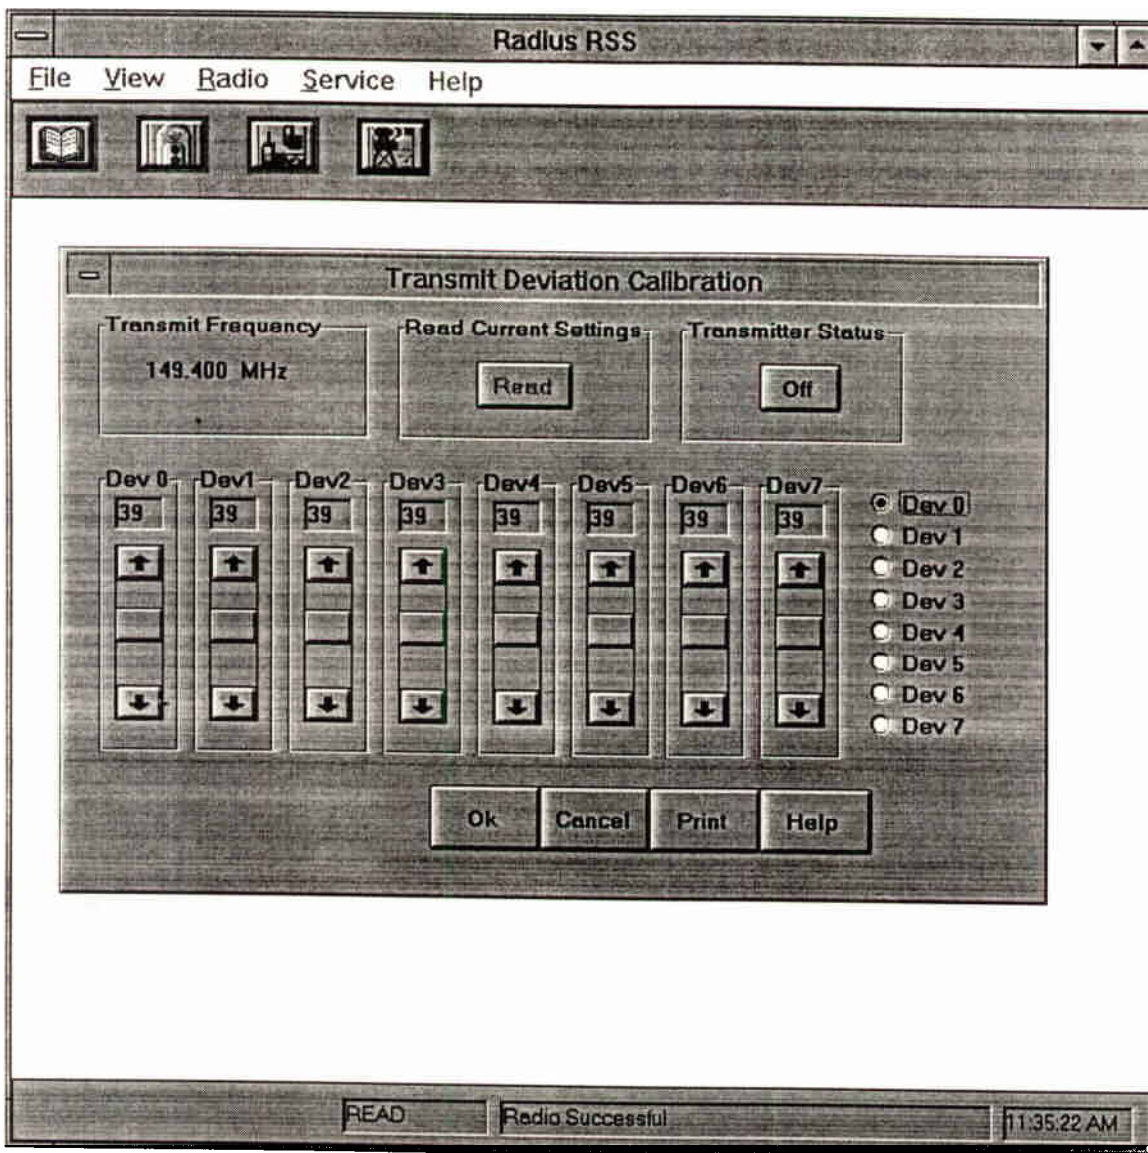 Radius RSS
File View Radio Service Help
Transmit Deviation Calibration
Transmit Frequency
149.400 MHz
Read Current Settings
Read
Transmitter Status
Off
Dev 0 Dev1 Dev2 Dev3 Dev4 Dev5 Dev6 Dev7
39 39 39 39 39 39 39 39
Dev 0
Dev 1
Dev 2
Dev 3
Dev 4
Dev 5
Dev 6
Dev 7
Ok Cancel Print Help
READ Radio Successful 11:35:22 AM